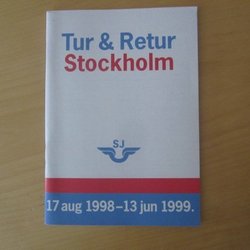 Tur & Retur
Stockholm
SJ
17 aug 1998–13 jun 1999.